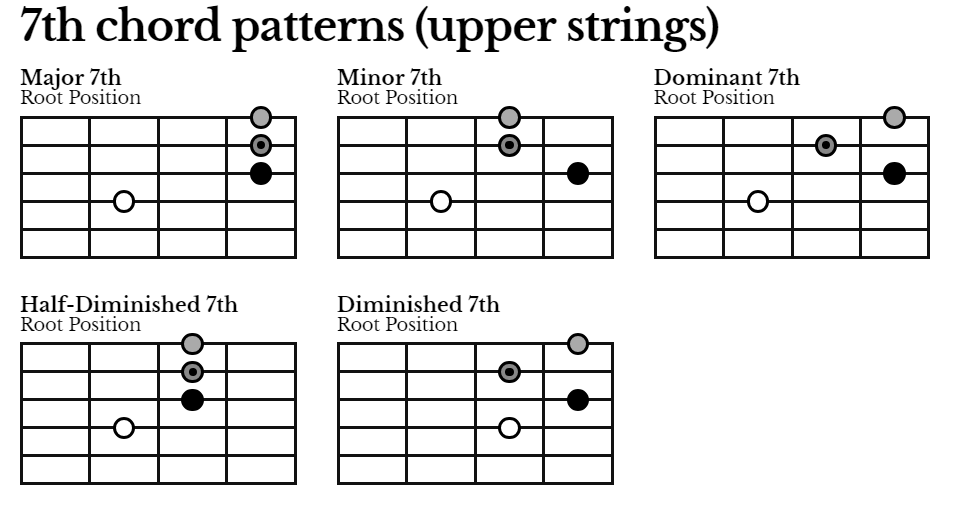 7th chord patterns (upper strings)
Major 7th
Root Position
Minor 7th
Root Position
Dominant 7th
Root Position
Half-Diminished 7th
Root Position
Diminished 7th
Root Position